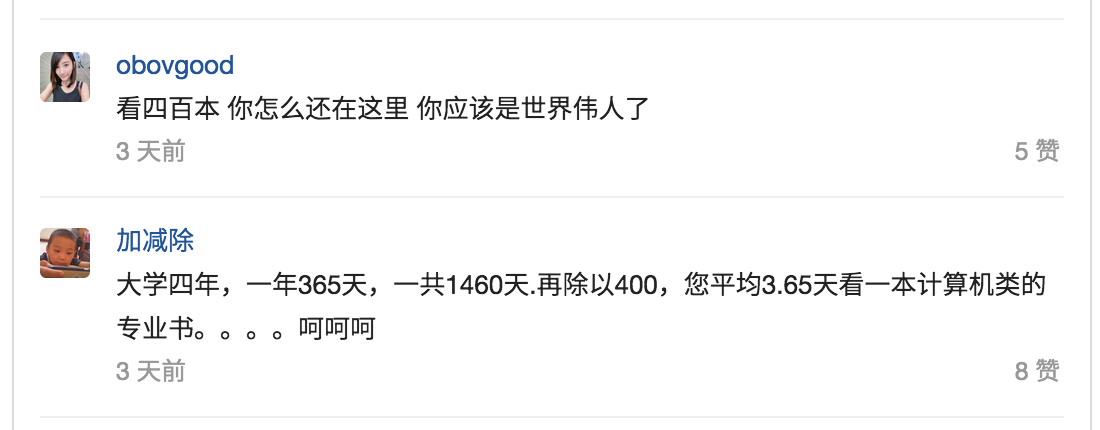 obovgood
看四百本 你怎么还在这里 你应该是世界伟人了
3 天前
5 赞
加减除
大学四年，一年365天，一共1460天.再除以400，您平均3.65天看一本计算机类的
专业书。。。。呵呵呵
3 天前
8 赞